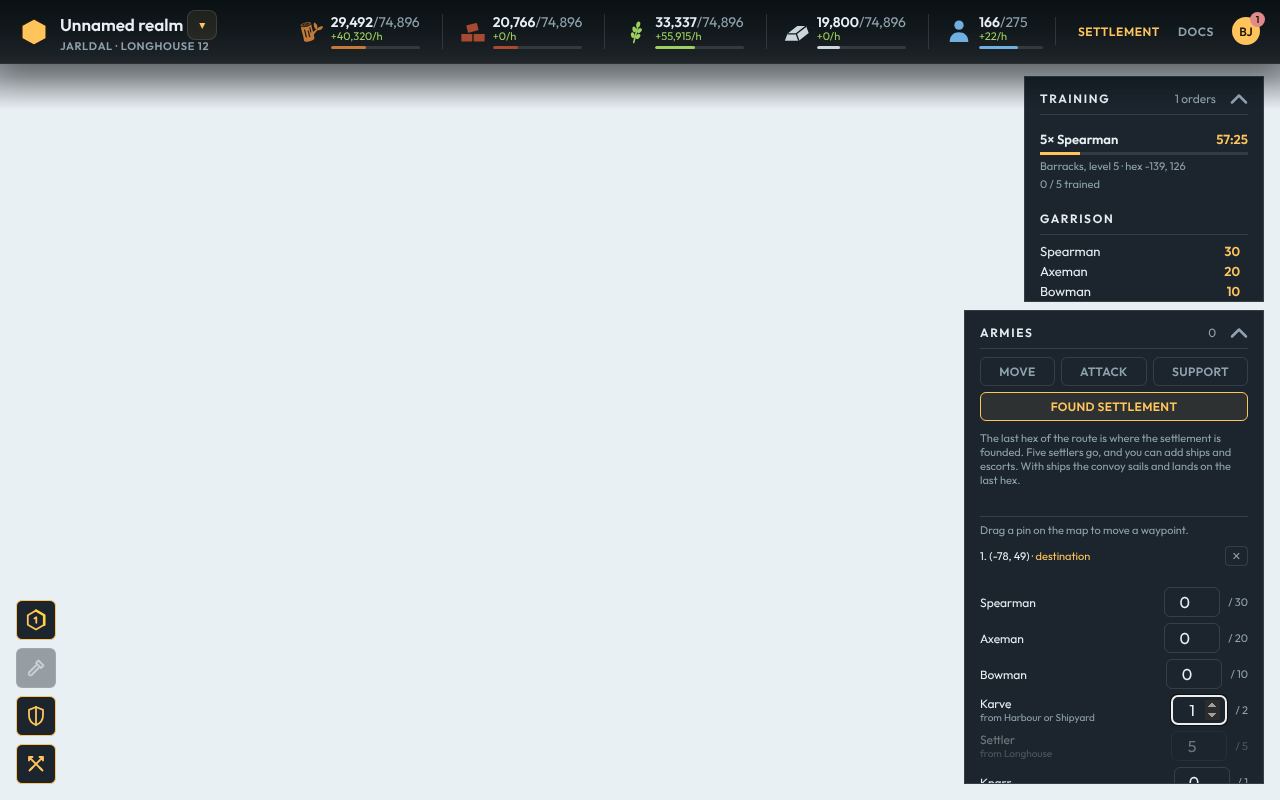 Unnamed realm ▾
JARLDAL · LONGHOUSE 12
29,492/74,896
+40,320/h
20,766/74,896
+0/h
33,337/74,896
+55,915/h
19,800/74,896
+0/h
166/275
+22/h
SETTLEMENT
DOCS
BJ
1
TRAINING
1 orders
5× Spearman 57:25
Barracks, level 5 · hex -139, 126
0 / 5 trained
GARRISON
Spearman 30
Axeman 20
Bowman 10
ARMIES 0
MOVE ATTACK SUPPORT
FOUND SETTLEMENT
The last hex of the route is where the settlement is
founded. Five settlers go, and you can add ships and
escorts. With ships the convoy sails and lands on the
last hex.
Drag a pin on the map to move a waypoint.
1. (-78, 49) · destination ×
Spearman 0 / 30
Axeman 0 / 20
Bowman 0 / 10
Karve 1 / 2
from Harbour or Shipyard
Settler 5 / 5
from Longhouse
Knarr 0 / 1
1